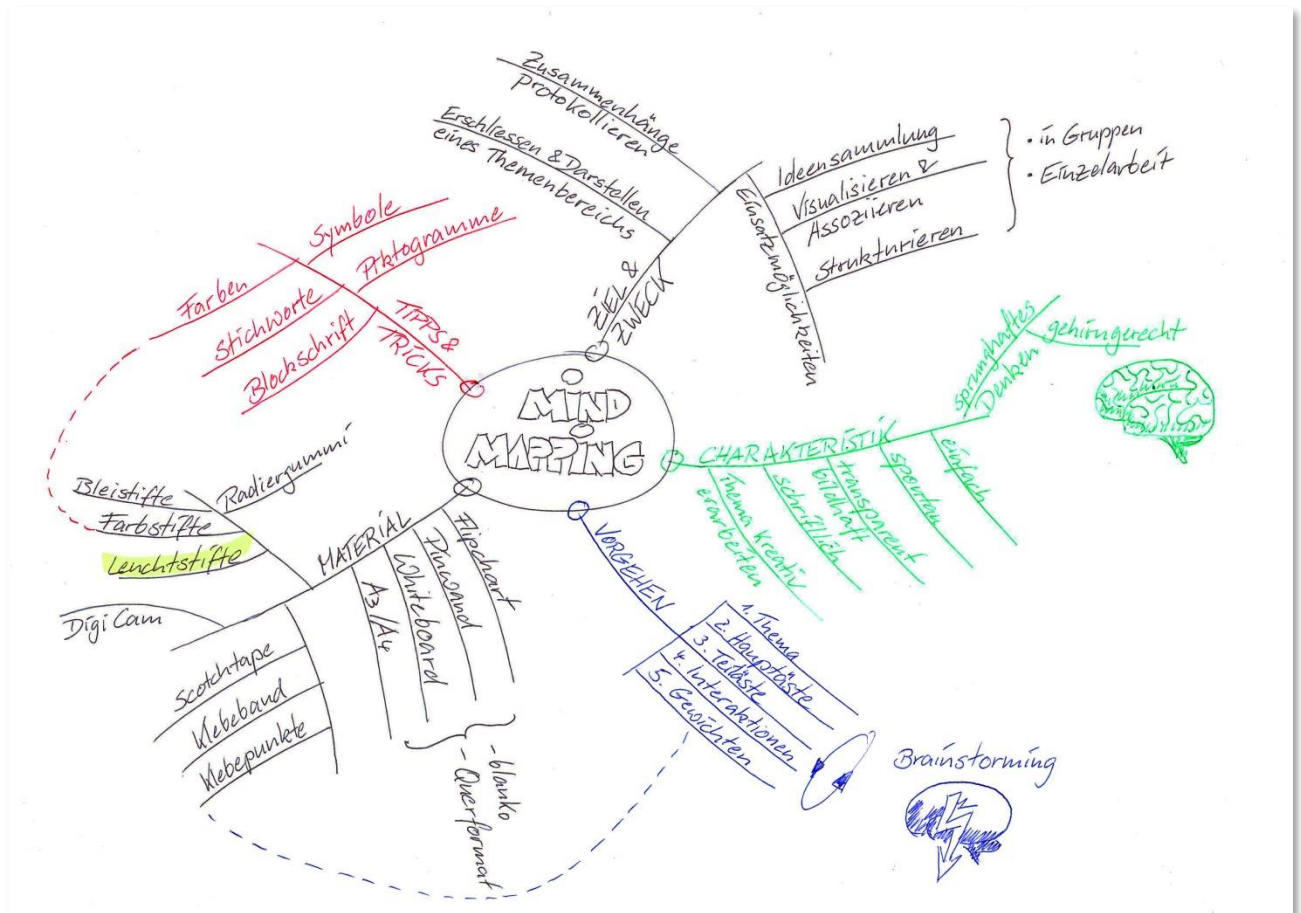 MIND
MAPPING
ZIEL &
ZWECK
Zusammenhänge
protokollieren
Erschliessen & Darstellen
eines Themenbereichs
Einsatzmöglichkeiten
Ideensammlung
Visualisieren &
Assoziieren
Strukturieren
• in Gruppen
• Einzelarbeit
CHARAKTERISTIK
sprunghaftes
Denken
gehirngerecht
einfach
spontan
transparent
bildhaft
schriftlich
Thema kreativ
erarbeiten
VORGEHEN
1. Thema
2. Hauptäste
3. Teiläste
4. Interaktionen
5. Gewichten
Brainstorming
MATERIAL
Flipchart
Pinwand
Whiteboard
A3/A4
- blanko
- Querformat
Radiergummi
Bleistifte
Farbstifte
Leuchtstifte
DigiCam
Scotchtape
Klebeband
Klebepunkte
TIPPS &
TRICKS
Symbole
Piktogramme
Farben
Stichworte
Blockschrift